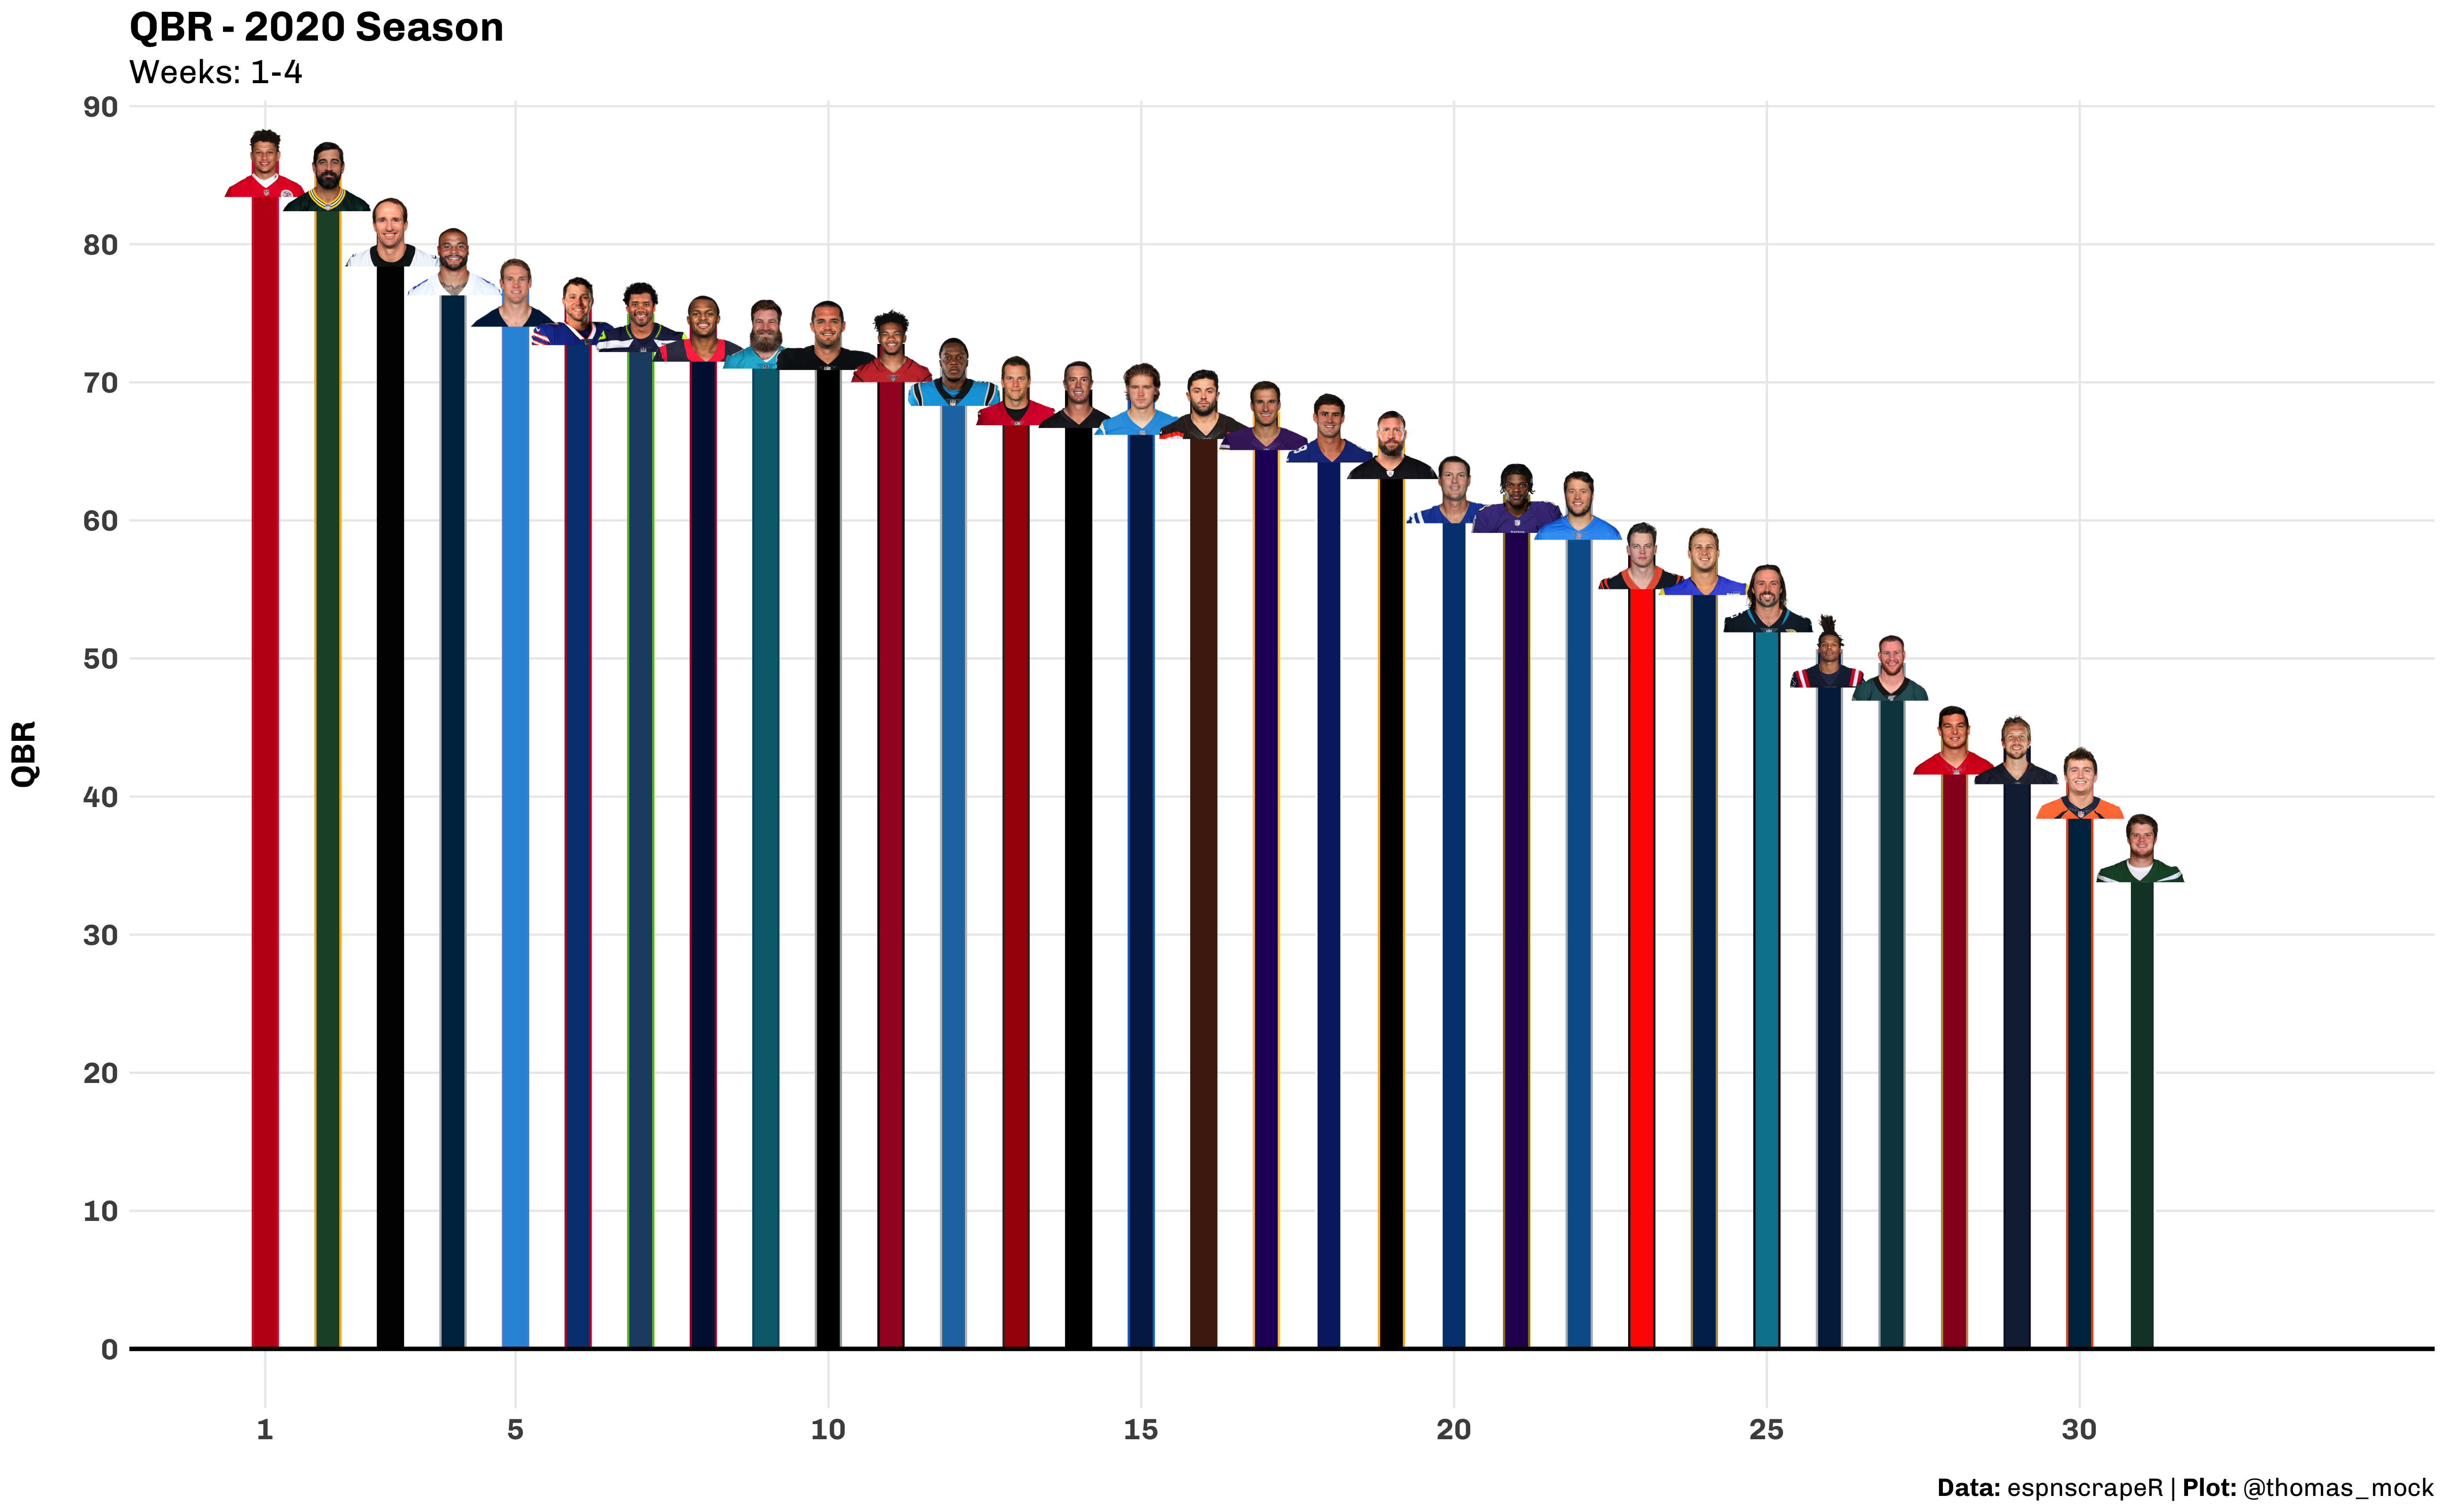 QBR - 2020 Season
Weeks: 1-4
90
80
70
60
50
40
30
20
10
0
QBR
1 5 10 15 20 25 30
Data: espnscrapeR | Plot: @thomas_mock